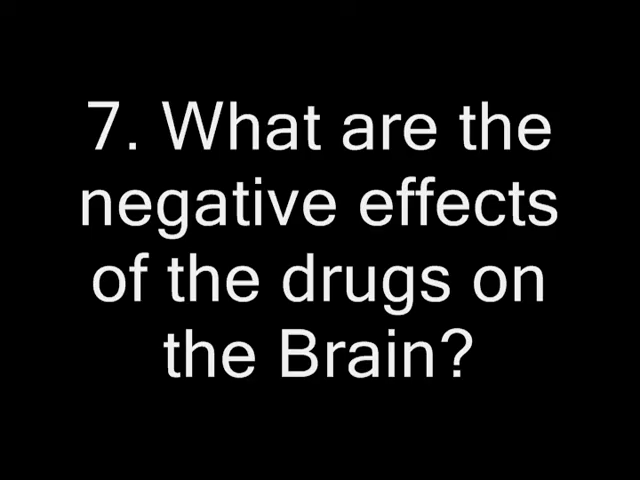 7. What are the
negative effects
of the drugs on
the Brain?